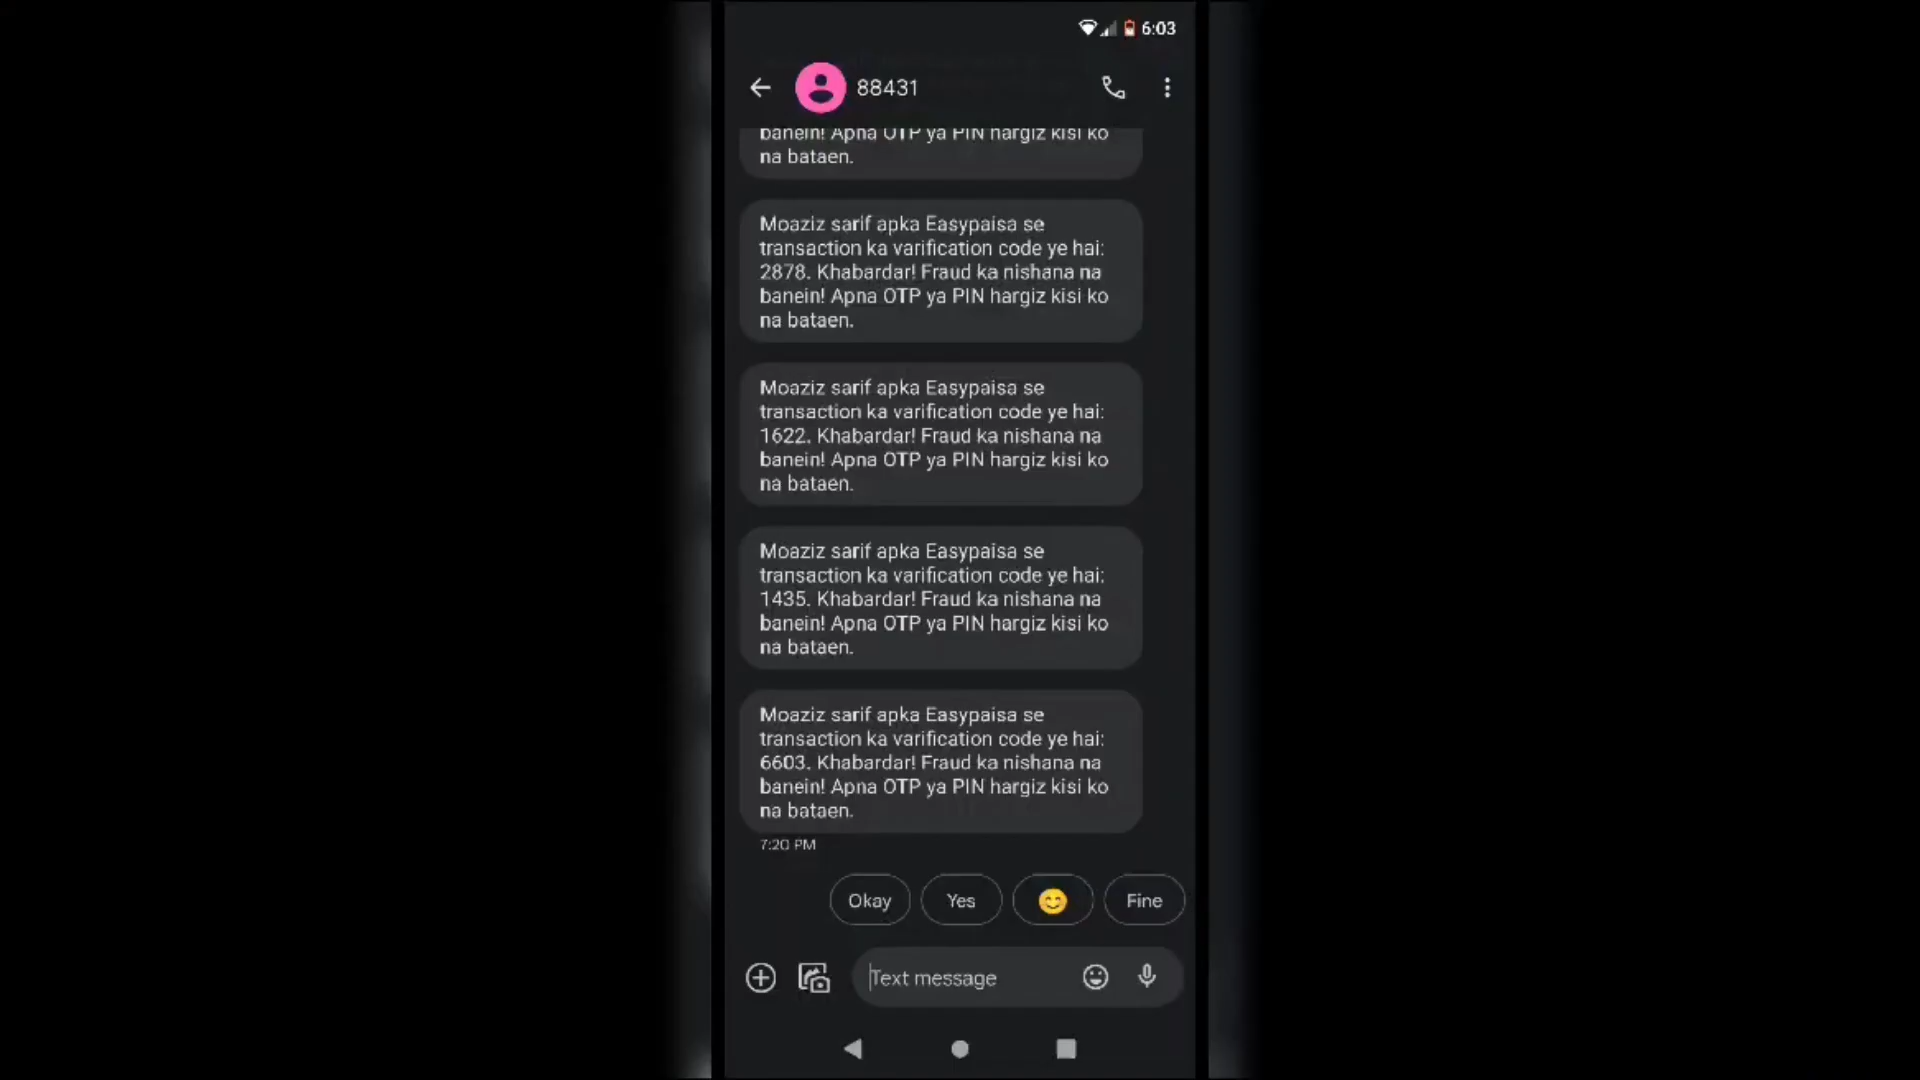 6:03
88431
banein! Apna OTP ya PIN hargiz kisi ko
na bataen.
Moaziz sarif apka Easypaisa se
transaction ka varification code ye hai:
2878. Khabardar! Fraud ka nishana na
banein! Apna OTP ya PIN hargiz kisi ko
na bataen.
Moaziz sarif apka Easypaisa se
transaction ka varification code ye hai:
1622. Khabardar! Fraud ka nishana na
banein! Apna OTP ya PIN hargiz kisi ko
na bataen.
Moaziz sarif apka Easypaisa se
transaction ka varification code ye hai:
1435. Khabardar! Fraud ka nishana na
banein! Apna OTP ya PIN hargiz kisi ko
na bataen.
Moaziz sarif apka Easypaisa se
transaction ka varification code ye hai:
6603. Khabardar! Fraud ka nishana na
banein! Apna OTP ya PIN hargiz kisi ko
na bataen.
7:20 PM
Okay Yes 😊 Fine
Text message